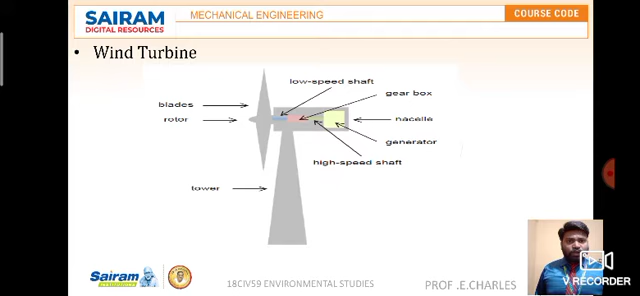 SAIRAM
DIGITAL RESOURCES
MECHANICAL ENGINEERING
COURSE CODE
• Wind Turbine
low-speed shaft
gear box
blades
rotor
nacelle
generator
high-speed shaft
tower
Sairam
18CIV59 ENVIRONMENTAL STUDIES
PROF .E.CHARLES
V RECORDER